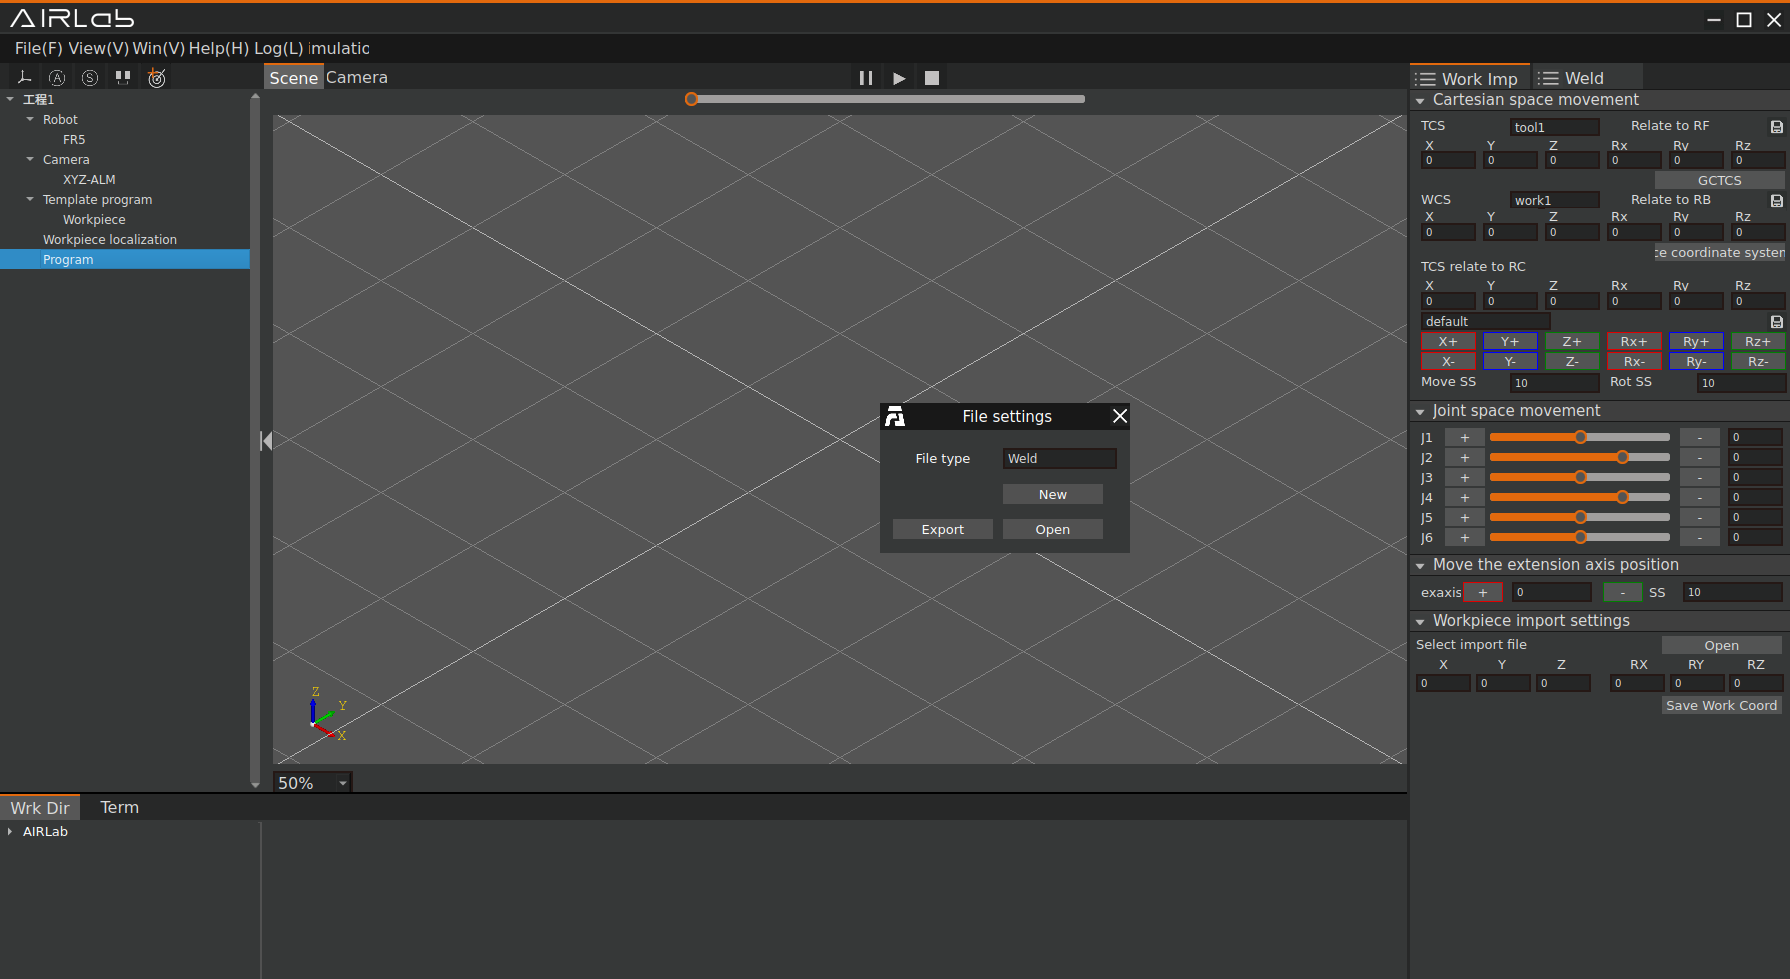 AIRLab
File(F) View(V) Win(V) Help(H) Log(L) imulatic
Scene Camera
Work Imp Weld
工程1
Robot
FR5
Camera
XYZ-ALM
Template program
Workpiece
Workpiece localization
Program
Z
Y
X
50%
File settings
File type Weld
New
Export Open
Cartesian space movement
TCS tool1 Relate to RF
X Y Z Rx Ry Rz
0 0 0 0 0 0
GCTCS
WCS work1 Relate to RB
X Y Z Rx Ry Rz
0 0 0 0 0 0
ce coordinate system
TCS relate to RC
X Y Z Rx Ry Rz
0 0 0 0 0 0
default
X+ Y+ Z+ Rx+ Ry+ Rz+
X- Y- Z- Rx- Ry- Rz-
Move SS 10 Rot SS 10
Joint space movement
J1 + - 0
J2 + - 0
J3 + - 0
J4 + - 0
J5 + - 0
J6 + - 0
Move the extension axis position
exaxis + 0 - SS 10
Workpiece import settings
Select import file Open
X Y Z RX RY RZ
0 0 0 0 0 0
Save Work Coord
Wrk Dir Term
AIRLab